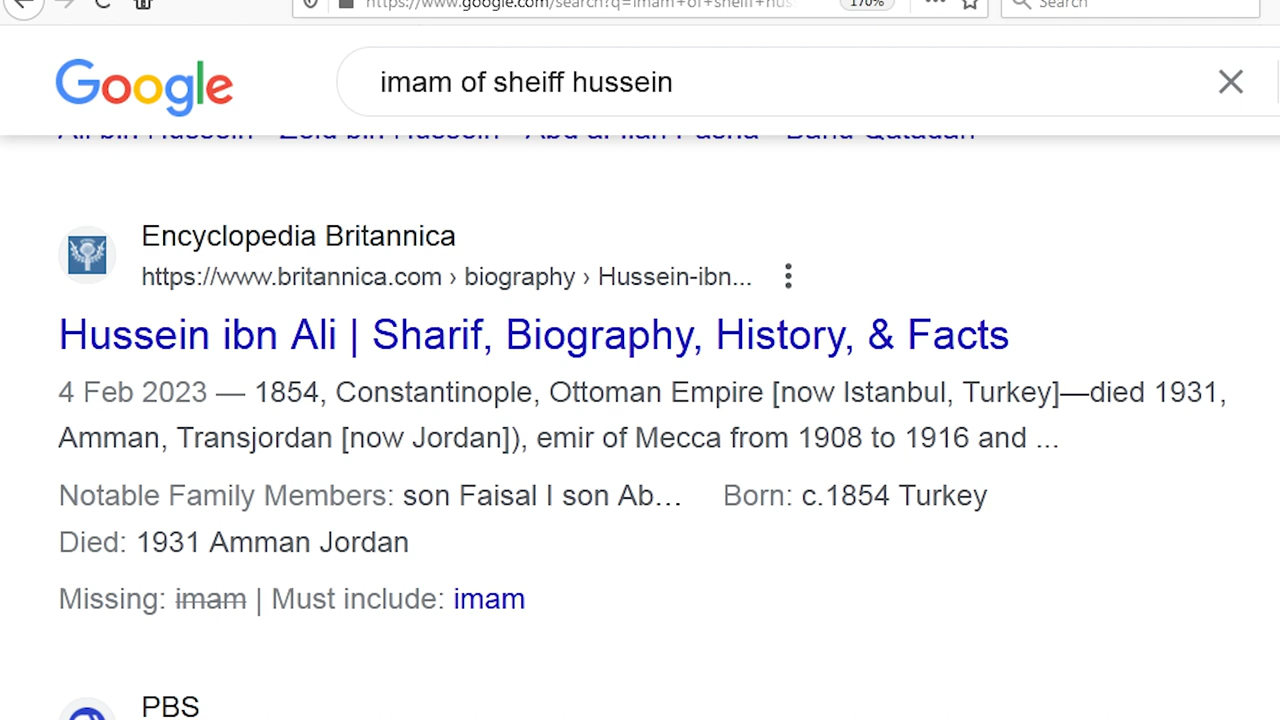 https://www.google.com/search?q=imam+of+sheiff+hus
170%
Search
Google
imam of sheiff hussein
Encyclopedia Britannica
https://www.britannica.com › biography › Hussein-ibn...
Hussein ibn Ali | Sharif, Biography, History, & Facts
4 Feb 2023 — 1854, Constantinople, Ottoman Empire [now Istanbul, Turkey]—died 1931,
Amman, Transjordan [now Jordan]), emir of Mecca from 1908 to 1916 and ...
Notable Family Members: son Faisal I son Ab... Born: c.1854 Turkey
Died: 1931 Amman Jordan
Missing: imam | Must include: imam
PBS